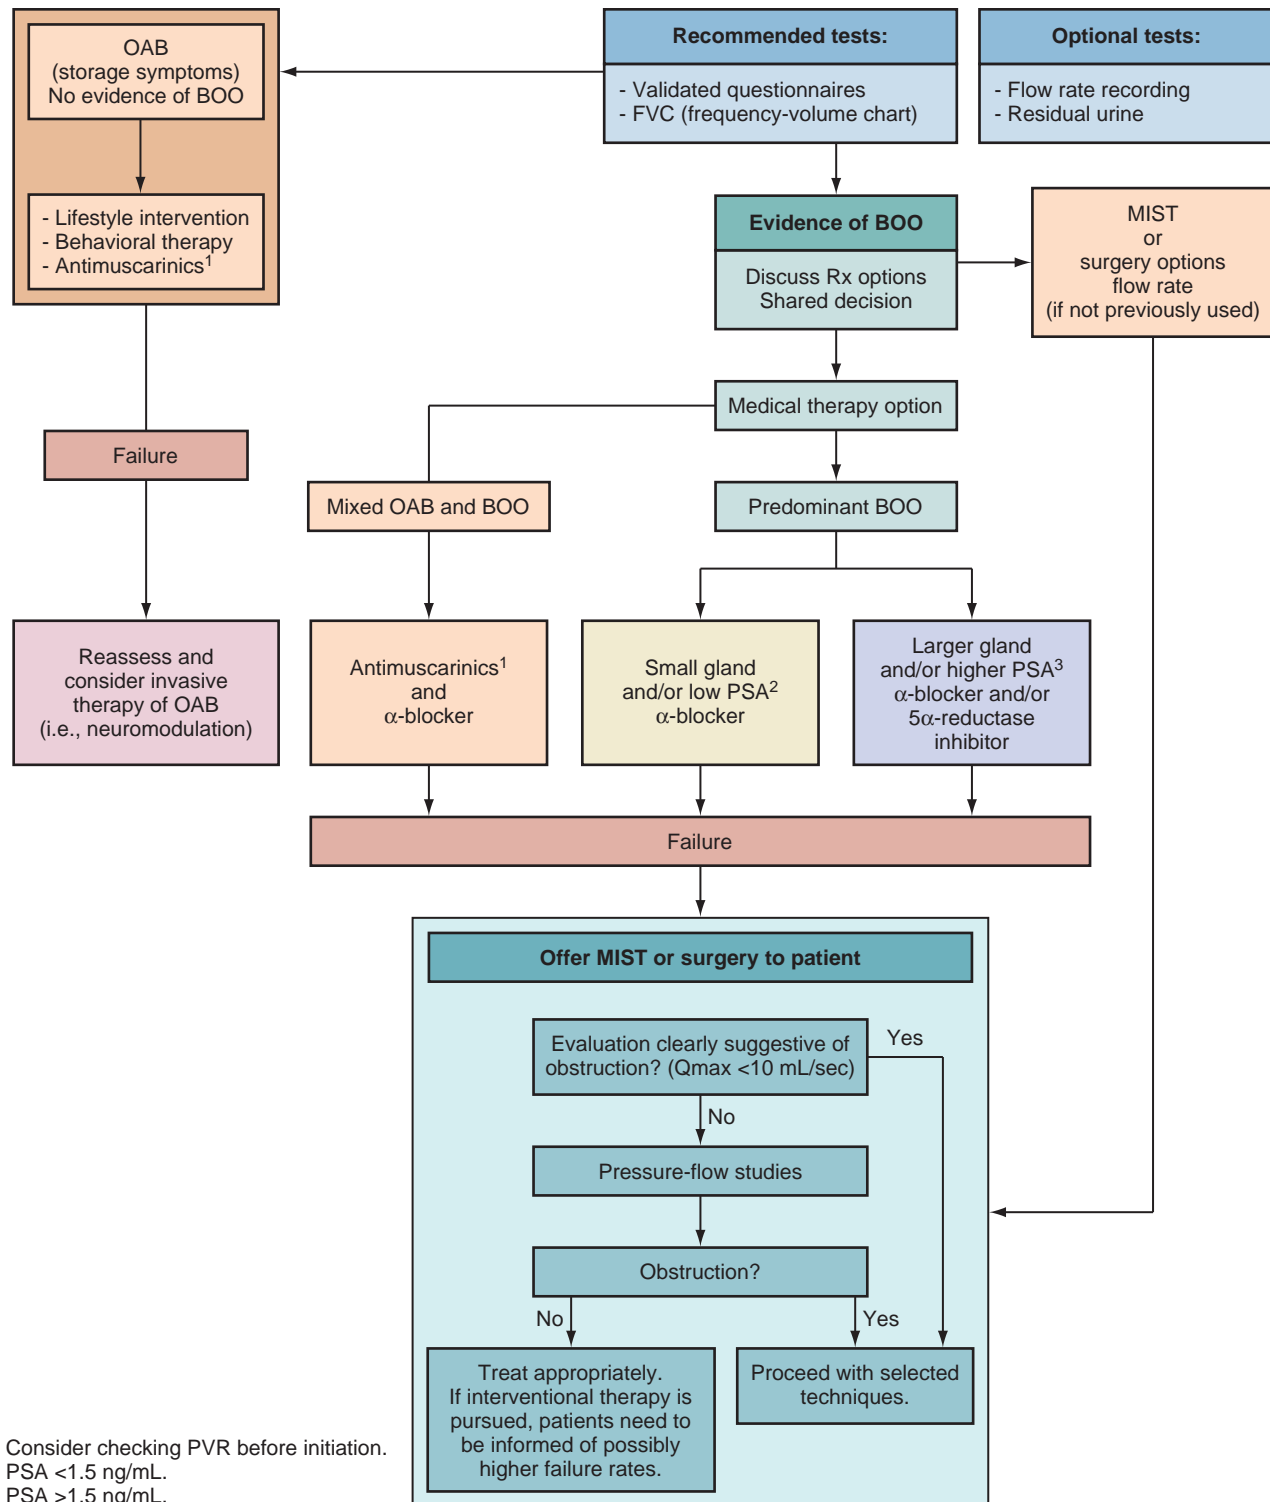 OAB
(storage symptoms)
No evidence of BOO
- Lifestyle intervention
- Behavioral therapy
- Antimuscarinics¹
Failure
Reassess and
consider invasive
therapy of OAB
(i.e., neuromodulation)
Recommended tests:
- Validated questionnaires
- FVC (frequency-volume chart)
Optional tests:
- Flow rate recording
- Residual urine
Evidence of BOO
Discuss Rx options
Shared decision
MIST
or
surgery options
flow rate
(if not previously used)
Medical therapy option
Mixed OAB and BOO
Predominant BOO
Antimuscarinics¹
and
α-blocker
Small gland
and/or low PSA²
α-blocker
Larger gland
and/or higher PSA³
α-blocker and/or
5α-reductase
inhibitor
Failure
Offer MIST or surgery to patient
Evaluation clearly suggestive of
obstruction? (Qmax <10 mL/sec)
Yes
No
Pressure-flow studies
Obstruction?
No
Yes
Treat appropriately.
If interventional therapy is
pursued, patients need to
be informed of possibly
higher failure rates.
Proceed with selected
techniques.
Consider checking PVR before initiation.
PSA <1.5 ng/mL.
PSA >1.5 ng/mL.